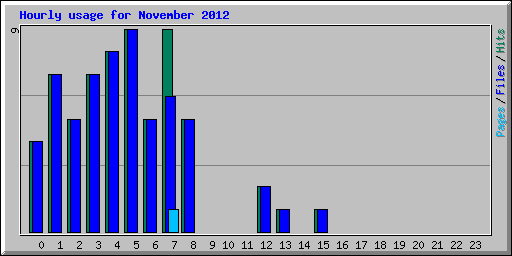 Hourly usage for November 2012
9
Pages/Files/Hits
0 1 2 3 4 5 6 7 8 9 10 11 12 13 14 15 16 17 18 19 20 21 22 23